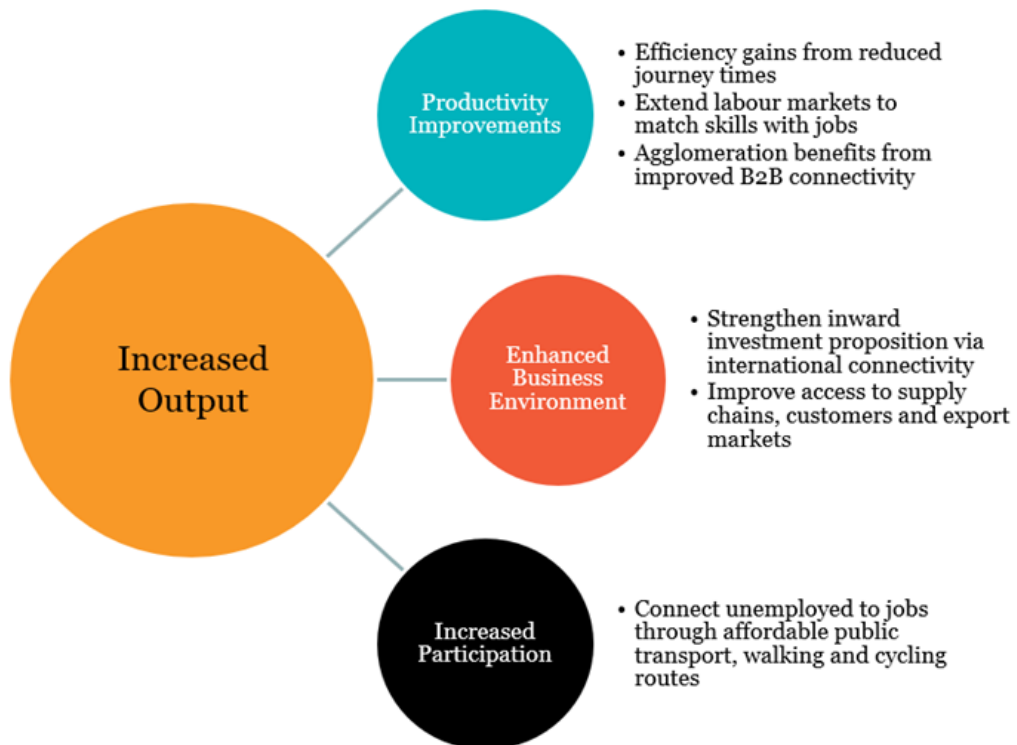 Increased
Output
Productivity
Improvements
• Efficiency gains from reduced
journey times
• Extend labour markets to
match skills with jobs
• Agglomeration benefits from
improved B2B connectivity
Enhanced
Business
Environment
• Strengthen inward
investment proposition via
international connectivity
• Improve access to supply
chains, customers and export
markets
Increased
Participation
• Connect unemployed to jobs
through affordable public
transport, walking and cycling
routes